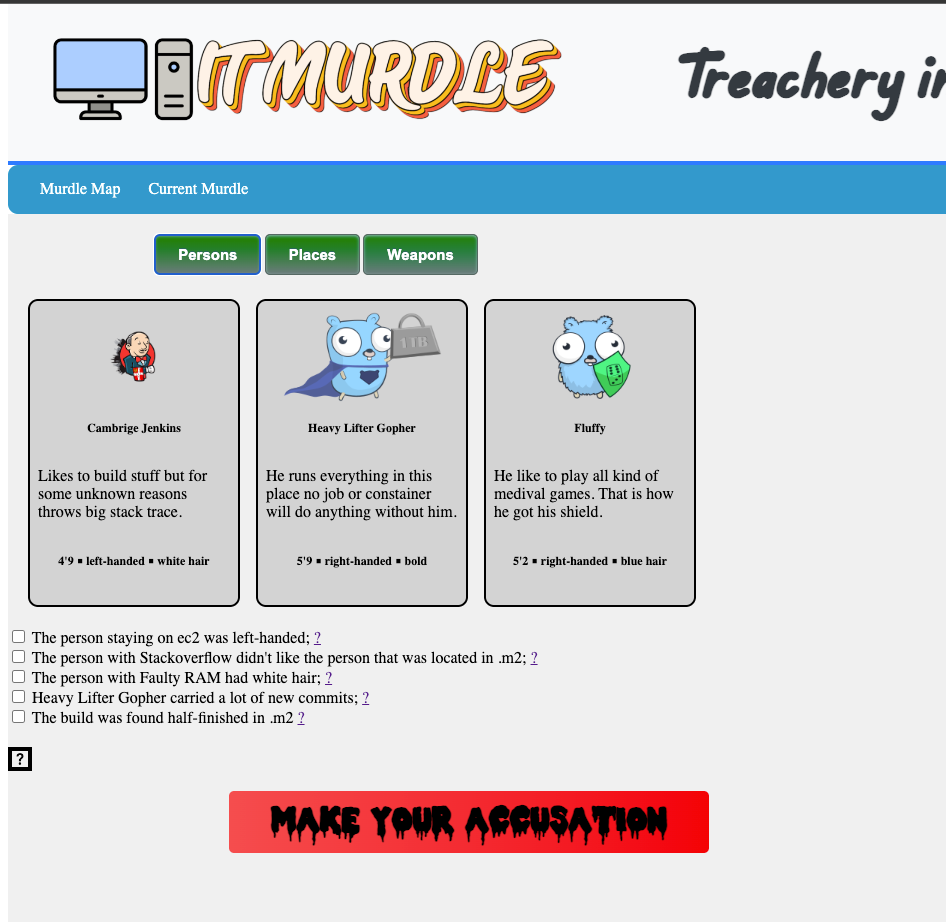 IT MURDLE
Treachery in
Murdle Map Current Murdle
Persons Places Weapons
1 TB
Cambrige Jenkins
Likes to build stuff but for
some unknown reasons
throws big stack trace.
4'9 ▪ left-handed ▪ white hair
Heavy Lifter Gopher
He runs everything in this
place no job or constainer
will do anything without him.
5'9 ▪ right-handed ▪ bold
Fluffy
He like to play all kind of
medival games. That is how
he got his shield.
5'2 ▪ right-handed ▪ blue hair
The person staying on ec2 was left-handed; ?
The person with Stackoverflow didn't like the person that was located in .m2; ?
The person with Faulty RAM had white hair; ?
Heavy Lifter Gopher carried a lot of new commits; ?
The build was found half-finished in .m2 ?
?
MAKE YOUR ACCUSATION